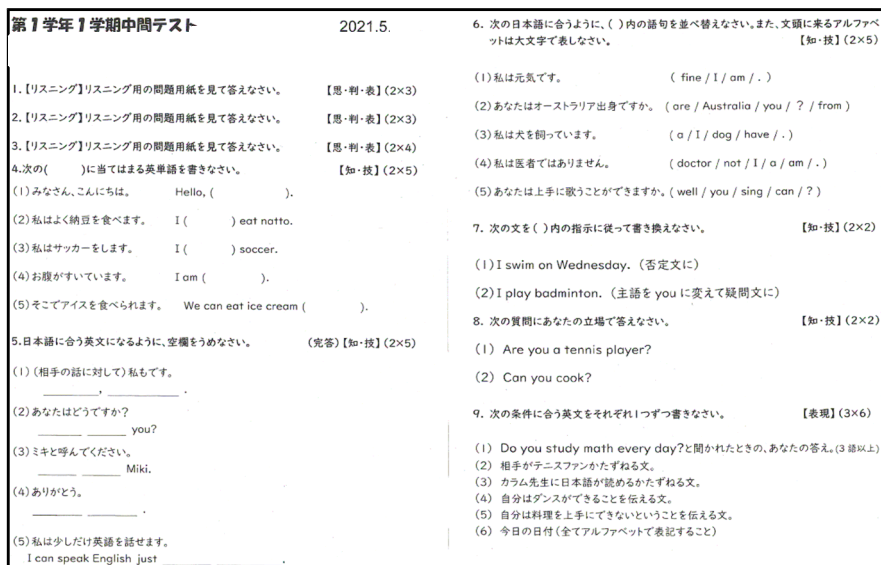 第1学年1学期中間テスト 2021.5.
1.【リスニング】リスニング用の問題用紙を見て答えなさい。 【思・判・表】(2×3)
2.【リスニング】リスニング用の問題用紙を見て答えなさい。 【思・判・表】(2×3)
3.【リスニング】リスニング用の問題用紙を見て答えなさい。 【思・判・表】(2×4)
4.次の( )に当てはまる英単語を書きなさい。 【知・技】(2×5)
(1)みなさん、こんにちは。 Hello, ( ).
(2)私はよく納豆を食べます。 I ( ) eat natto.
(3)私はサッカーをします。 I ( ) soccer.
(4)お腹がすいています。 I am ( ).
(5)そこでアイスを食べられます。 We can eat ice cream ( ).
5.日本語に合う英文になるように、空欄をうめなさい。 (完答)【知・技】(2×5)
(1)(相手の話に対して)私もです。
________, ____________ .
(2)あなたはどうですか?
_______ ______ you?
(3)ミキと呼んでください。
_______ ______ Miki.
(4)ありがとう。
________ ________ .
(5)私は少しだけ英語を話せます。
I can speak English just ________ ________ .
6. 次の日本語に合うように、( )内の語句を並べ替えなさい。また、文頭に来るアルファベ
ットは大文字で表しなさい。 【知・技】(2×5)
(1)私は元気です。 ( fine / I / am / . )
(2)あなたはオーストラリア出身ですか。 ( are / Australia / you / ? / from )
(3)私は犬を飼っています。 ( a / I / dog / have / . )
(4)私は医者ではありません。 ( doctor / not / I / a / am / . )
(5)あなたは上手に歌うことができますか。( well / you / sing / can / ? )
7. 次の文を( )内の指示に従って書き換えなさい。 【知・技】(2×2)
(1)I swim on Wednesday. (否定文に)
(2)I play badminton. (主語を you に変えて疑問文に)
8. 次の質問にあなたの立場で答えなさい。 【知・技】(2×2)
(1) Are you a tennis player?
(2) Can you cook?
9. 次の条件に合う英文をそれぞれ1つずつ書きなさい。 【表現】(3×6)
(1) Do you study math every day?と聞かれたときの、あなたの答え。(3語以上)
(2) 相手がテニスファンかたずねる文。
(3) カラム先生に日本語が読めるかたずねる文。
(4) 自分はダンスができることを伝える文。
(5) 自分は料理を上手にできないということを伝える文。
(6) 今日の日付(全てアルファベットで表記すること)